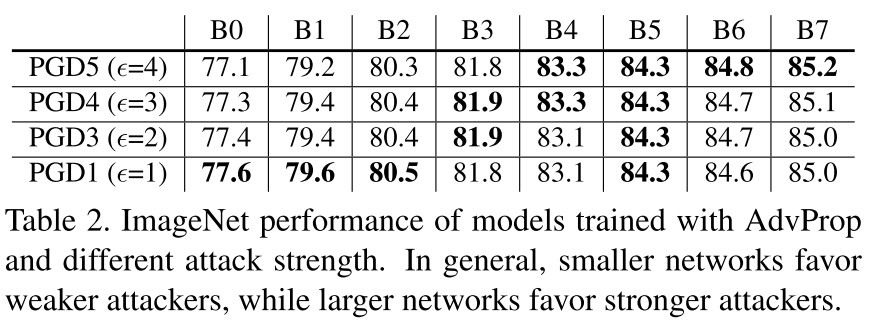 B0 B1 B2 B3 B4 B5 B6 B7
PGD5 (ϵ=4) 77.1 79.2 80.3 81.8 83.3 84.3 84.8 85.2
PGD4 (ϵ=3) 77.3 79.4 80.4 81.9 83.3 84.3 84.7 85.1
PGD3 (ϵ=2) 77.4 79.4 80.4 81.9 83.1 84.3 84.7 85.0
PGD1 (ϵ=1) 77.6 79.6 80.5 81.8 83.1 84.3 84.6 85.0
Table 2. ImageNet performance of models trained with AdvProp
and different attack strength. In general, smaller networks favor
weaker attackers, while larger networks favor stronger attackers.